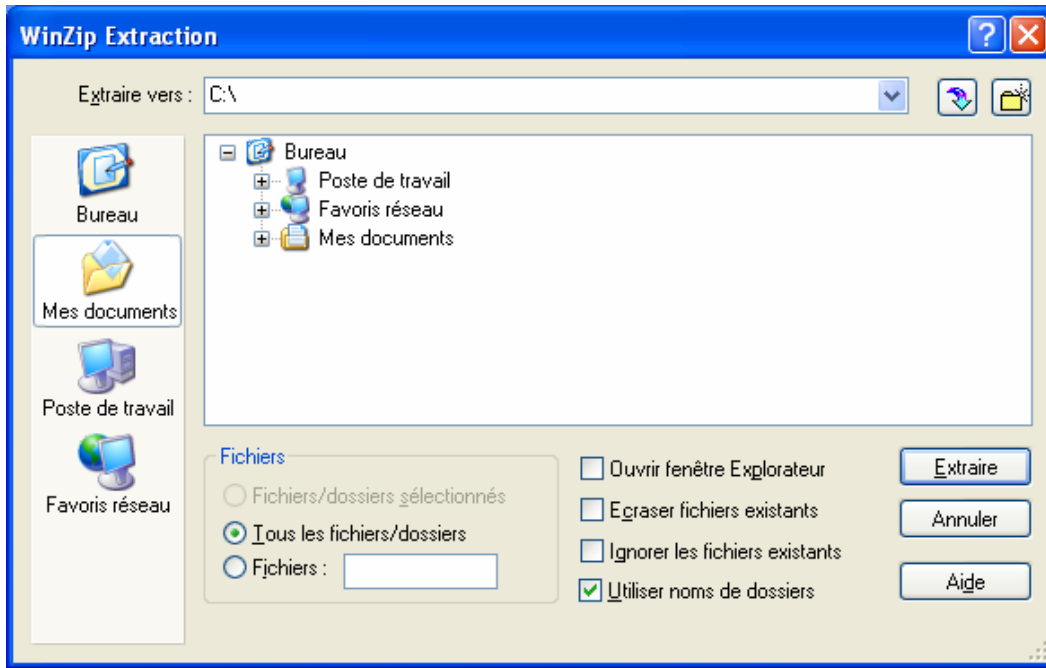 WinZip Extraction
Extraire vers : C:\
Bureau
Mes documents
Poste de travail
Favoris réseau
Bureau
Poste de travail
Favoris réseau
Mes documents
Fichiers
Fichiers/dossiers sélectionnés
Tous les fichiers/dossiers
Fichiers :
Ouvrir fenêtre Explorateur
Ecraser fichiers existants
Ignorer les fichiers existants
Utiliser noms de dossiers
Extraire
Annuler
Aide